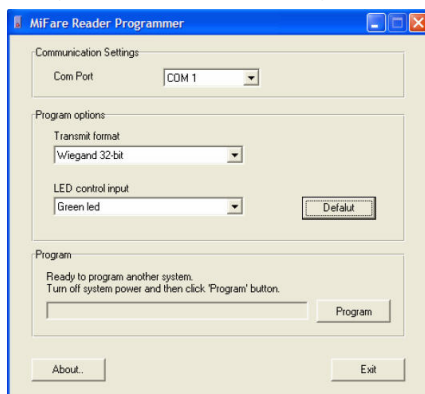 MiFare Reader Programmer
Communication Settings
Com Port
COM 1
Program options
Transmit format
Wiegand 32-bit
LED control input
Green led
Defalut
Program
Ready to program another system.
Turn off system power and then click 'Program' button.
Program
About..
Exit